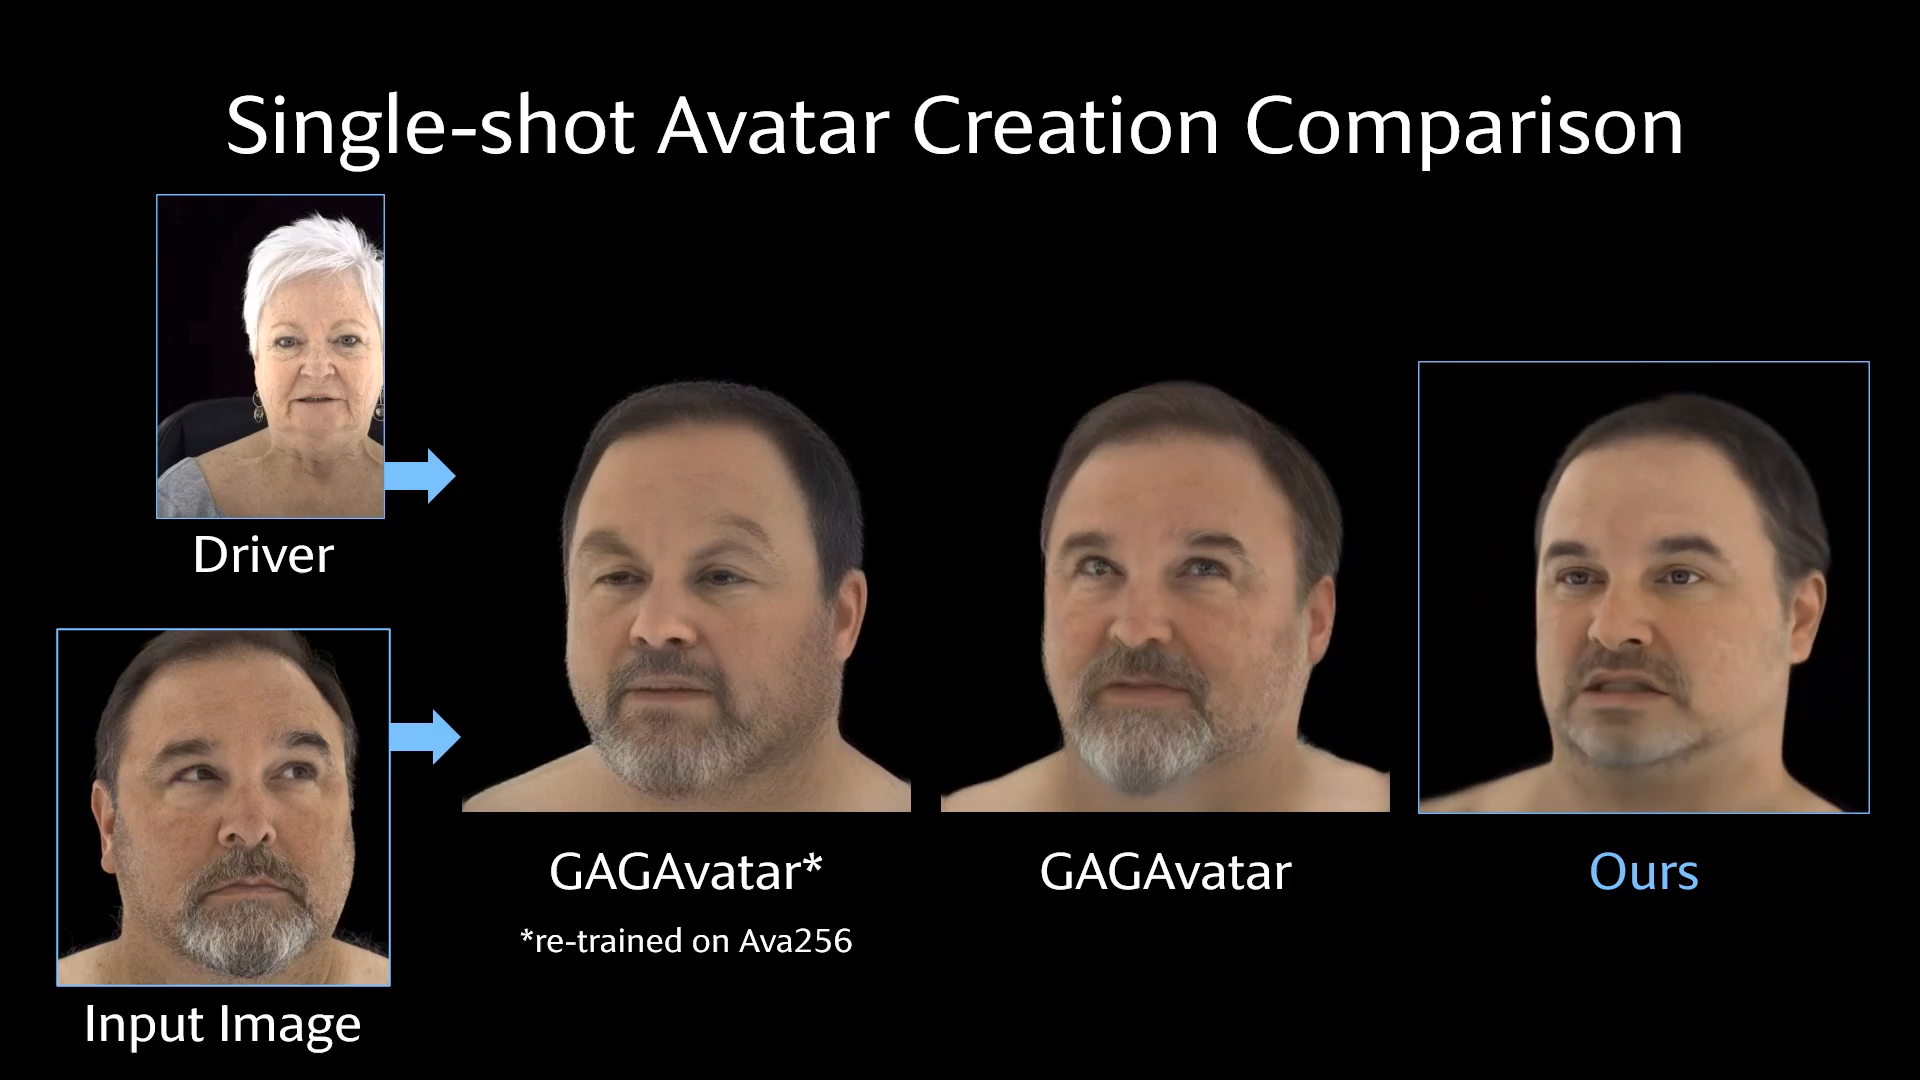 Single-shot Avatar Creation Comparison
Driver
Input Image
GAGAvatar*
*re-trained on Ava256
GAGAvatar
Ours